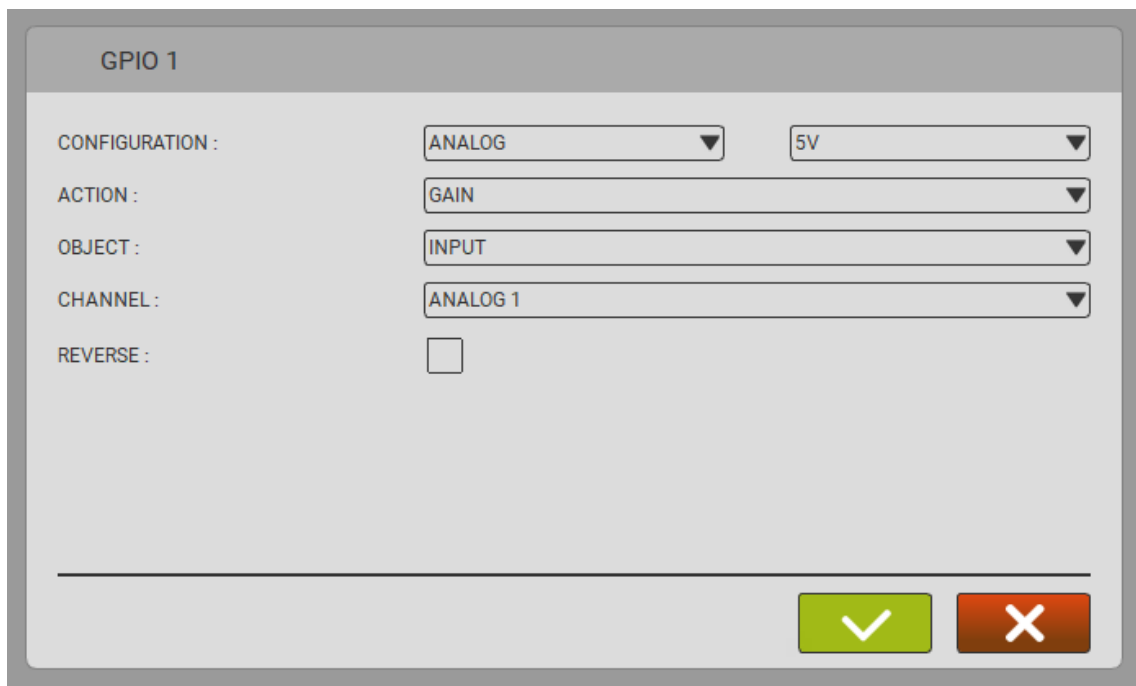 GPIO 1
CONFIGURATION : ANALOG 5V
ACTION : GAIN
OBJECT : INPUT
CHANNEL : ANALOG 1
REVERSE :